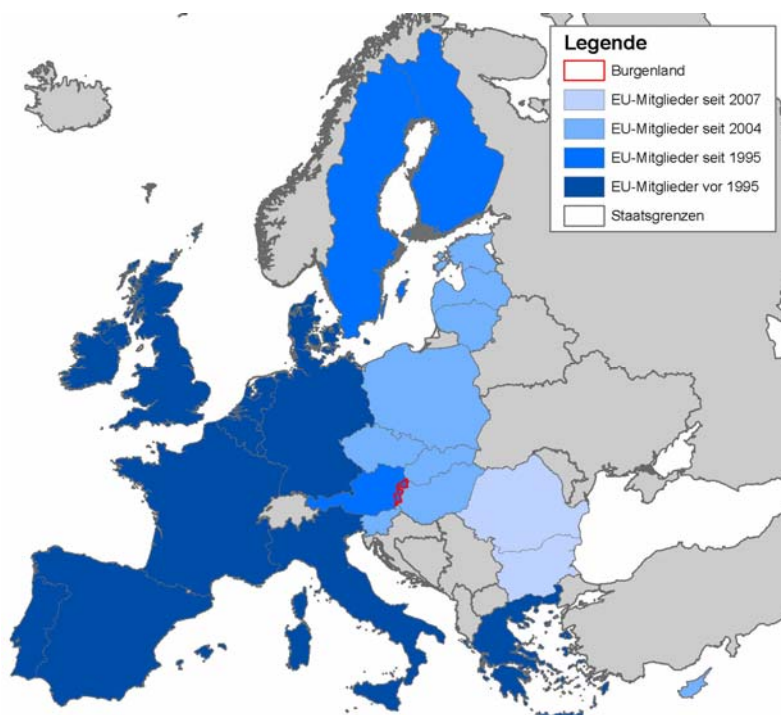 Legende
Burgenland
EU-Mitglieder seit 2007
EU-Mitglieder seit 2004
EU-Mitglieder seit 1995
EU-Mitglieder vor 1995
Staatsgrenzen